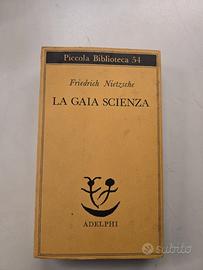 Piccola Biblioteca 54
Friedrich Nietzsche
LA GAIA SCIENZA
ADELPHI
subito